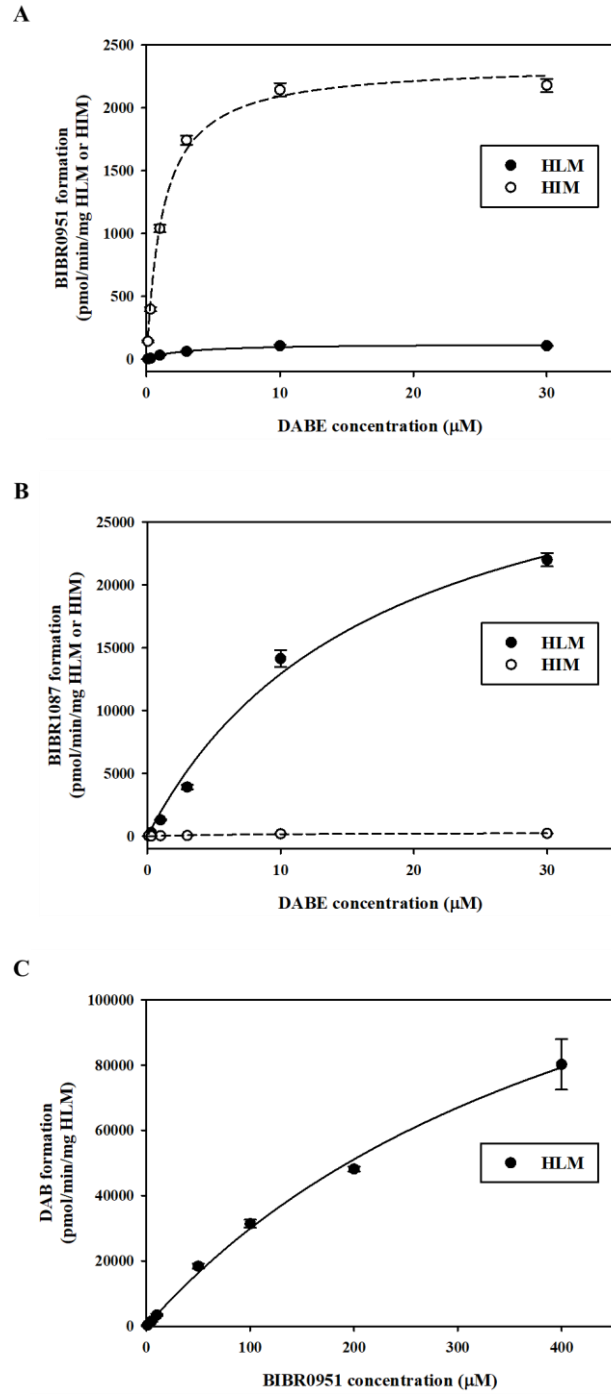 A
BIBR0951 formation
(pmol/min/mg HLM or HIM)
2500
2000
1500
1000
500
0
HLM
HIM
0
10
20
30
DABE concentration (μM)
B
BIBR1087 formation
(pmol/min/mg HLM or HIM)
25000
20000
15000
10000
5000
0
HLM
HIM
0
10
20
30
DABE concentration (μM)
C
DAB formation
(pmol/min/mg HLM)
100000
80000
60000
40000
20000
0
HLM
0
100
200
300
400
BIBR0951 concentration (μM)